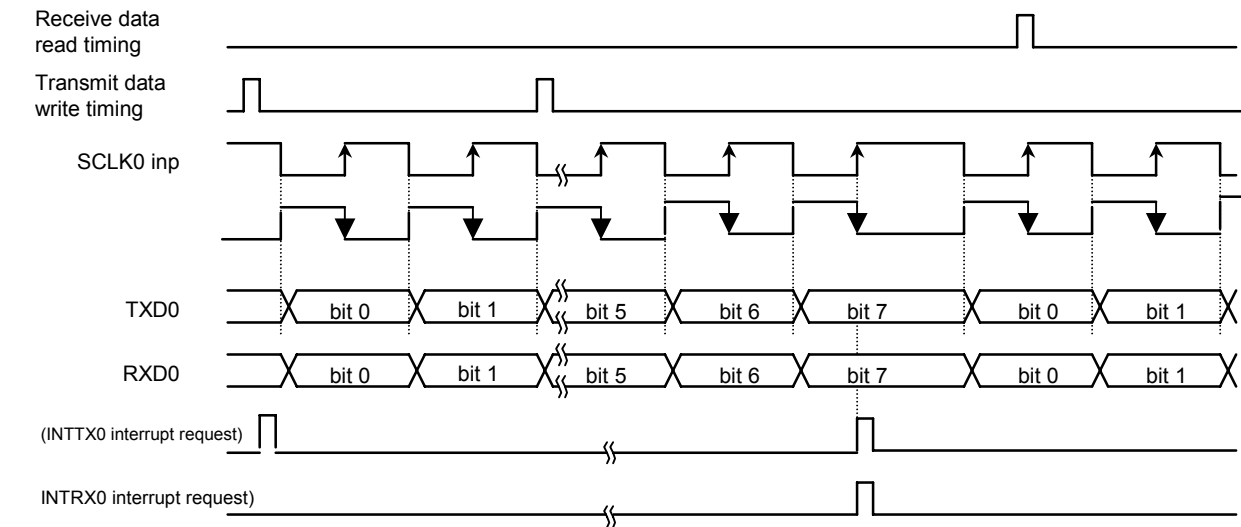 Receive data
read timing
Transmit data
write timing
SCLK0 inp
TXD0
bit 0
bit 1
bit 5
bit 6
bit 7
bit 0
bit 1
RXD0
bit 0
bit 1
bit 5
bit 6
bit 7
bit 0
bit 1
(INTTX0 interrupt request)
INTRX0 interrupt request)